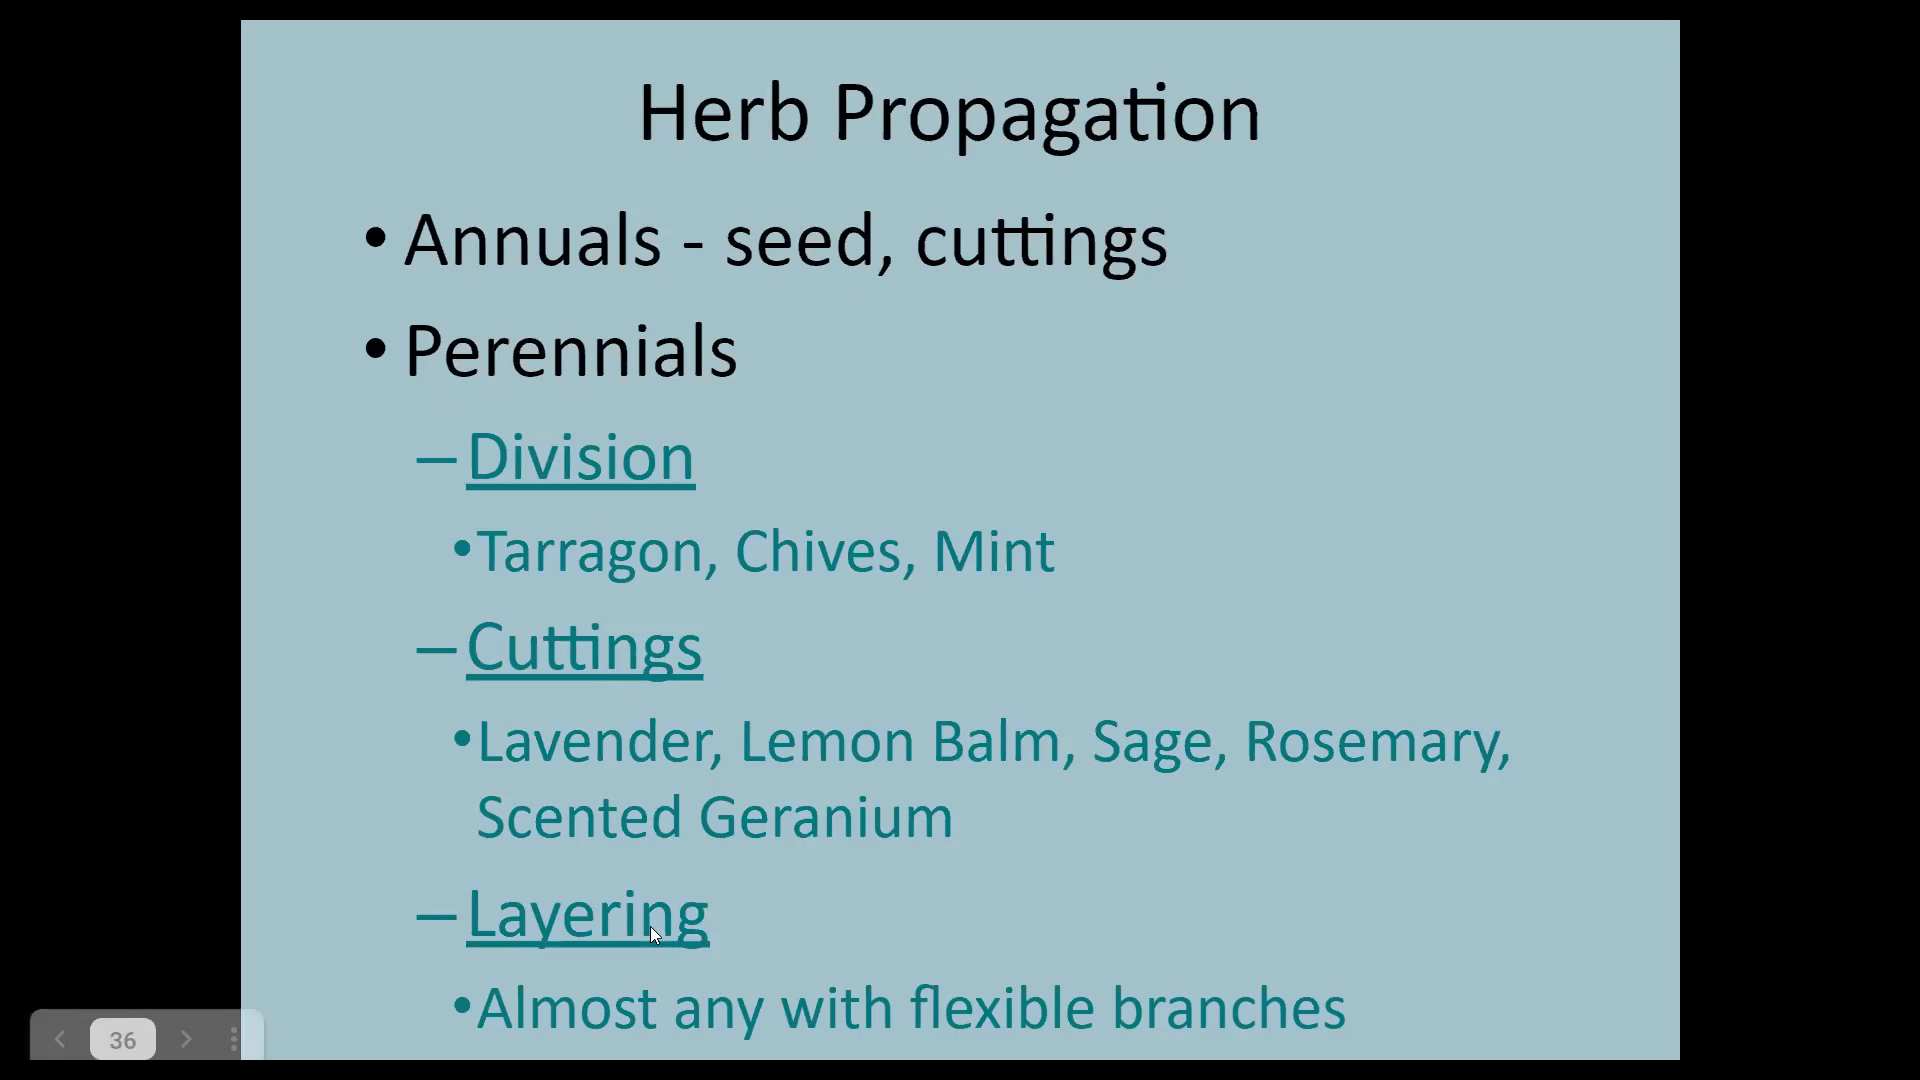 Herb Propagation
• Annuals - seed, cuttings
• Perennials
– Division
• Tarragon, Chives, Mint
– Cuttings
• Lavender, Lemon Balm, Sage, Rosemary,
Scented Geranium
– Layering
• Almost any with flexible branches
36